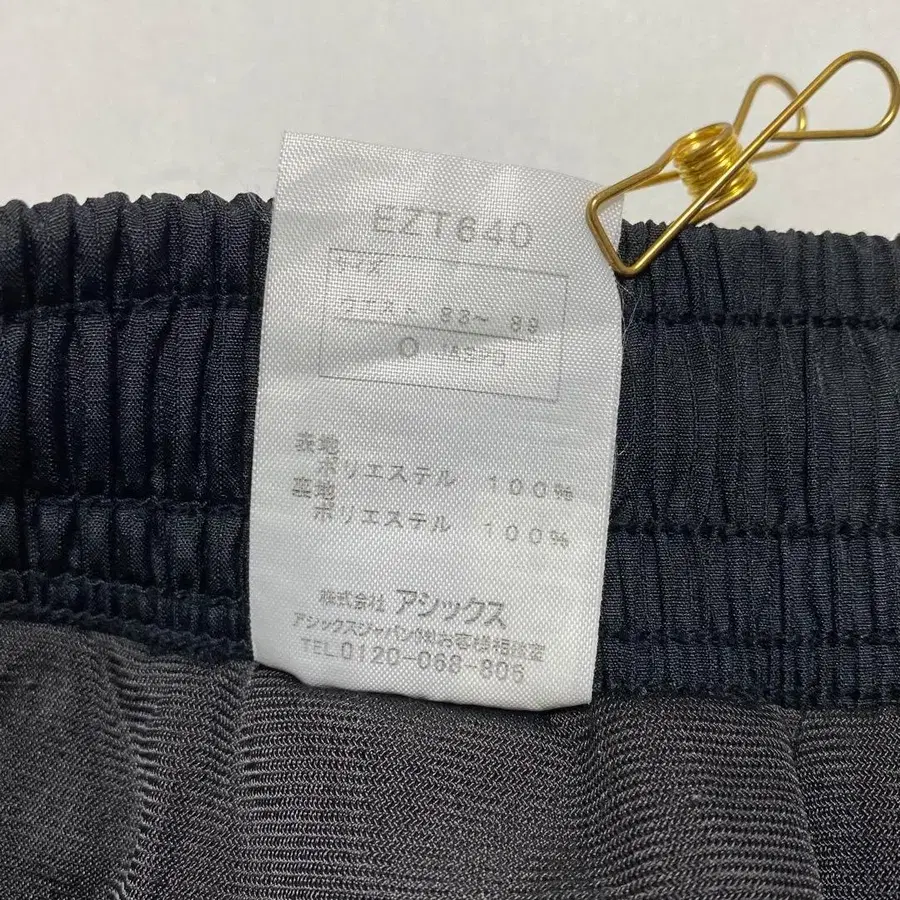 EZT640
サイズ
ウエスト 83～ 89
O (JASPO)
表地
ポリエステル 100%
裏地
ポリエステル 100%
株式会社 アシックス
アシックスジャパン(株)お客様相談室
TEL.0120-068-806